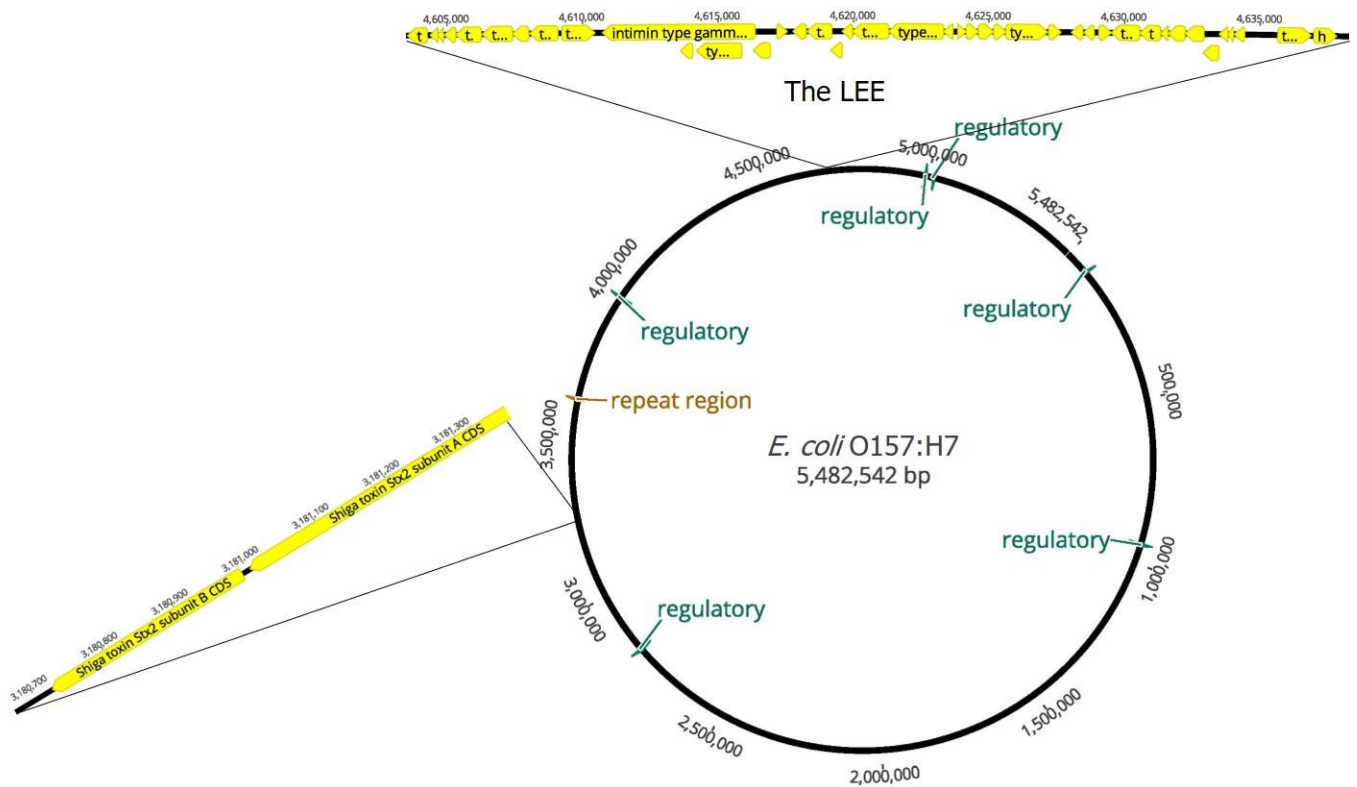 4,605,000 4,610,000 4,615,000 4,620,000 4,625,000 4,630,000 4,635,000
t t... t... t... t... intimin type gamm... t. t... type... ty... t.. t t... h
ty...
The LEE
regulatory
5,000,000
4,500,000
regulatory
5,482,542
4,000,000
regulatory
regulatory
repeat region
500,000
3,500,000
E. coli O157:H7
5,482,542 bp
3,181,300
3,181,200
Shiga toxin Stx2 subunit A CDS
3,181,100
3,181,000
3,180,900
Shiga toxin Stx2 subunit B CDS
3,180,800
3,180,700
regulatory
1,000,000
3,000,000
regulatory
1,500,000
2,500,000
2,000,000